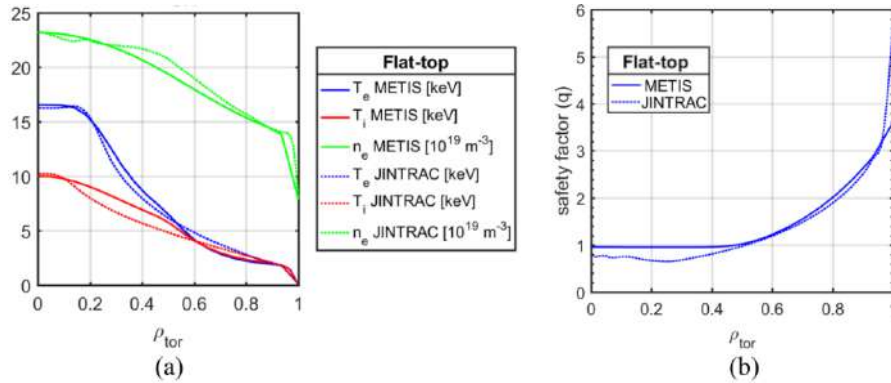 25
20
15
10
5
0
0
0.2
0.4
0.6
0.8
1
ρtor
(a)
Flat-top
Te METIS [keV]
Ti METIS [keV]
ne METIS [10^19 m^-3]
Te JINTRAC [keV]
Ti JINTRAC [keV]
ne JINTRAC [10^19 m^-3]
safety factor (q)
6
5
4
3
2
1
0
0
0.2
0.4
0.6
0.8
1
ρtor
(b)
Flat-top
METIS
JINTRAC